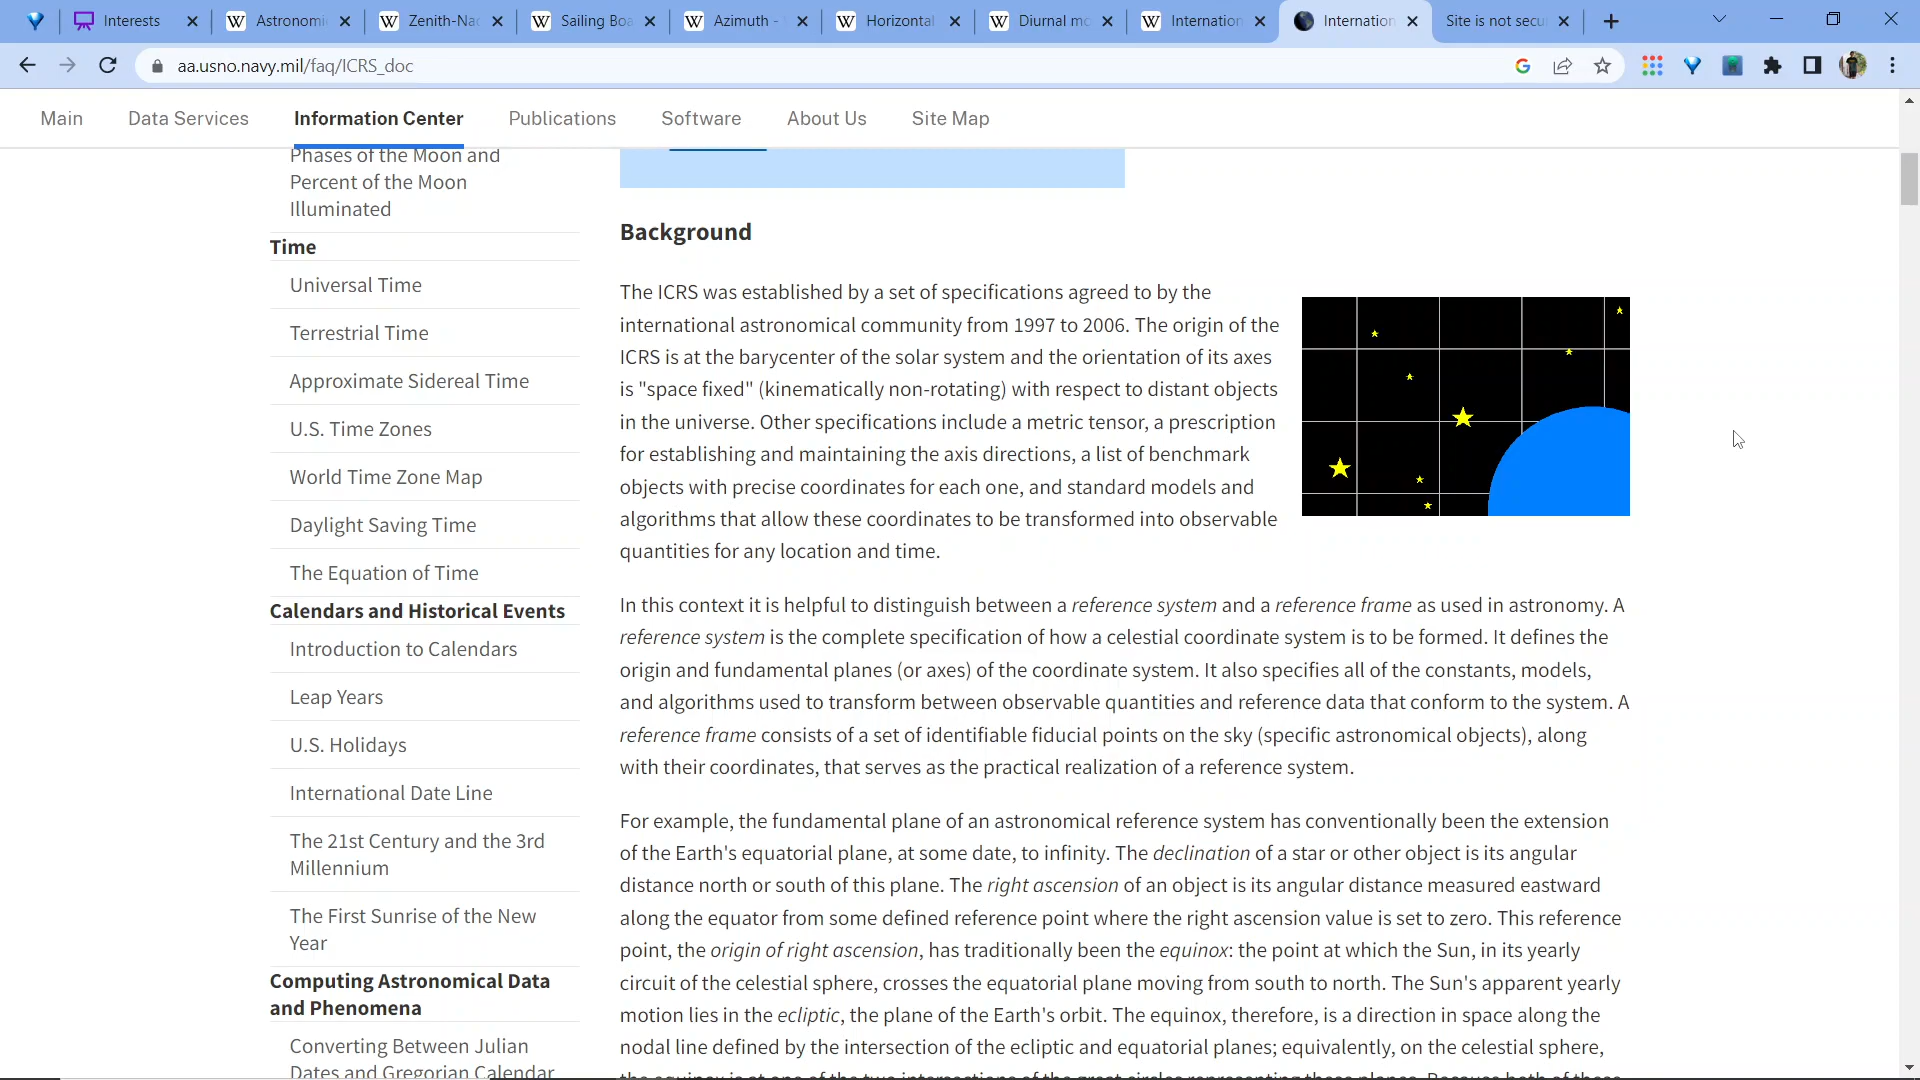 Interests
Astronomi
Zenith-Nad
Sailing Boa
Azimuth -
Horizontal
Diurnal mo
Internation
Internation
Site is not secu
aa.usno.navy.mil/faq/ICRS_doc
Main
Data Services
Information Center
Publications
Software
About Us
Site Map
Phases of the Moon and
Percent of the Moon
Illuminated
Time
Universal Time
Terrestrial Time
Approximate Sidereal Time
U.S. Time Zones
World Time Zone Map
Daylight Saving Time
The Equation of Time
Calendars and Historical Events
Introduction to Calendars
Leap Years
U.S. Holidays
International Date Line
The 21st Century and the 3rd
Millennium
The First Sunrise of the New
Year
Computing Astronomical Data
and Phenomena
Converting Between Julian
Dates and Gregorian Calendar
Background
The ICRS was established by a set of specifications agreed to by the
international astronomical community from 1997 to 2006. The origin of the
ICRS is at the barycenter of the solar system and the orientation of its axes
is "space fixed" (kinematically non-rotating) with respect to distant objects
in the universe. Other specifications include a metric tensor, a prescription
for establishing and maintaining the axis directions, a list of benchmark
objects with precise coordinates for each one, and standard models and
algorithms that allow these coordinates to be transformed into observable
quantities for any location and time.
In this context it is helpful to distinguish between a reference system and a reference frame as used in astronomy. A
reference system is the complete specification of how a celestial coordinate system is to be formed. It defines the
origin and fundamental planes (or axes) of the coordinate system. It also specifies all of the constants, models,
and algorithms used to transform between observable quantities and reference data that conform to the system. A
reference frame consists of a set of identifiable fiducial points on the sky (specific astronomical objects), along
with their coordinates, that serves as the practical realization of a reference system.
For example, the fundamental plane of an astronomical reference system has conventionally been the extension
of the Earth's equatorial plane, at some date, to infinity. The declination of a star or other object is its angular
distance north or south of this plane. The right ascension of an object is its angular distance measured eastward
along the equator from some defined reference point where the right ascension value is set to zero. This reference
point, the origin of right ascension, has traditionally been the equinox: the point at which the Sun, in its yearly
circuit of the celestial sphere, crosses the equatorial plane moving from south to north. The Sun's apparent yearly
motion lies in the ecliptic, the plane of the Earth's orbit. The equinox, therefore, is a direction in space along the
nodal line defined by the intersection of the ecliptic and equatorial planes; equivalently, on the celestial sphere,